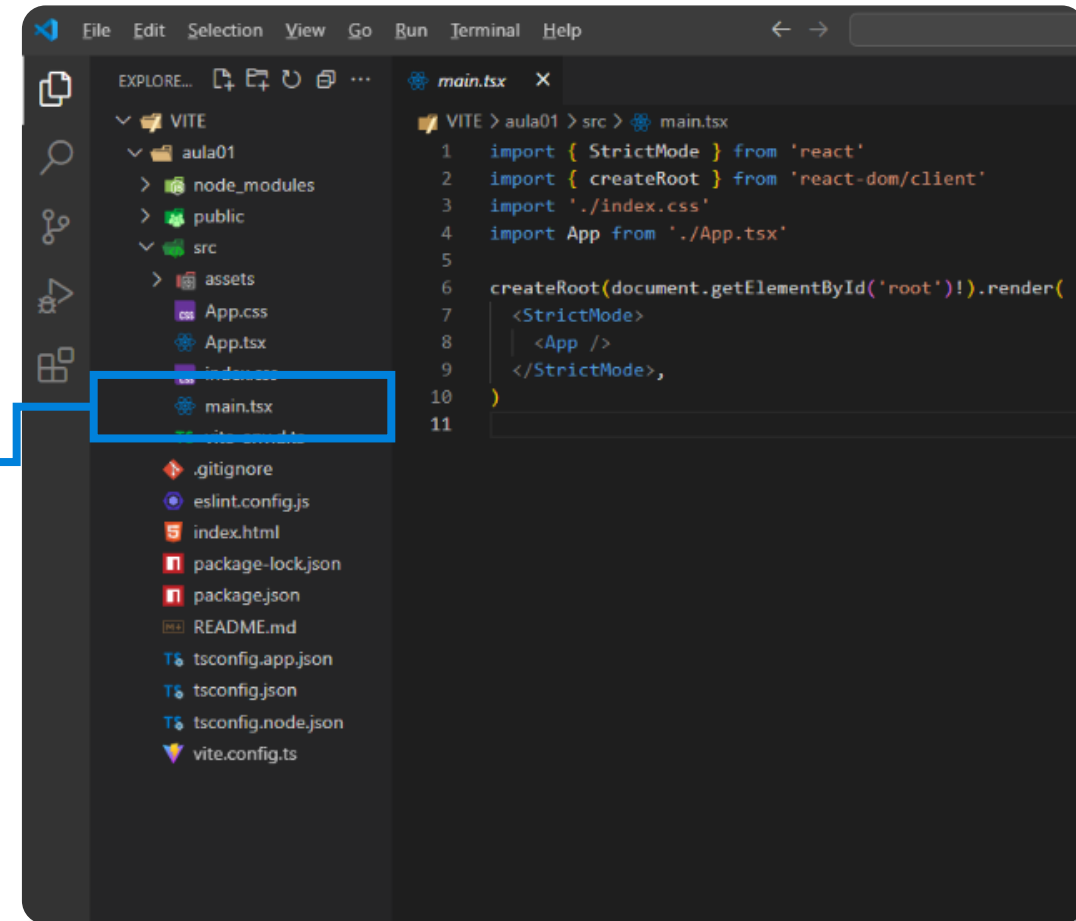 File Edit Selection View Go Run Terminal Help
EXPLORE... main.tsx
VITE
aula01
node_modules
public
src
assets
App.css
App.tsx
main.tsx
.gitignore
eslint.config.js
index.html
package-lock.json
package.json
README.md
tsconfig.app.json
tsconfig.json
tsconfig.node.json
vite.config.ts
VITE > aula01 > src > main.tsx
1 import { StrictMode } from 'react'
2 import { createRoot } from 'react-dom/client'
3 import './index.css'
4 import App from './App.tsx'
5
6 createRoot(document.getElementById('root')!).render(
7 <StrictMode>
8 <App />
9 </StrictMode>,
10 )
11